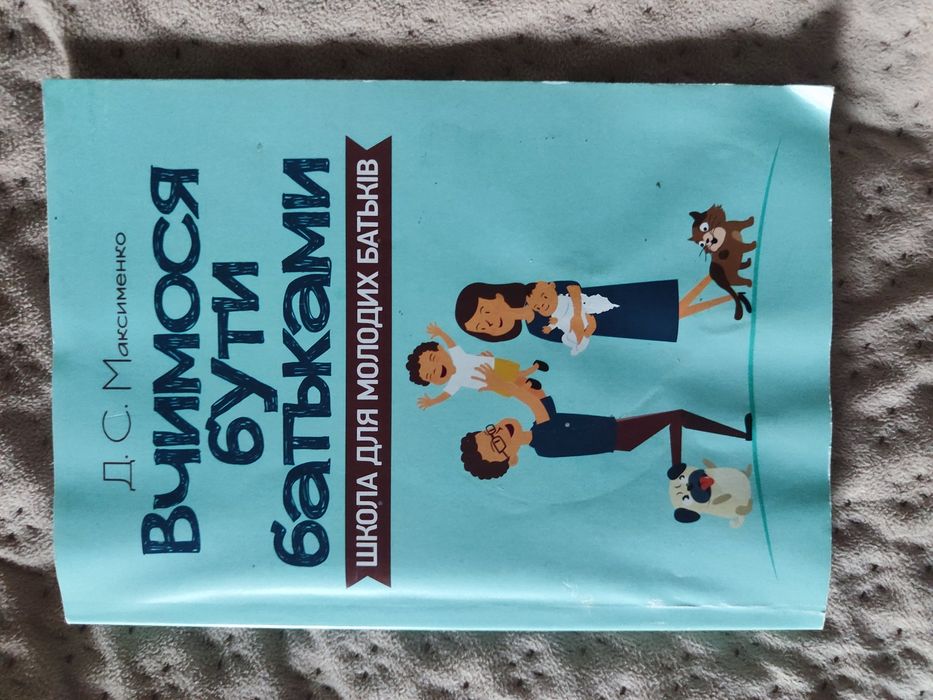 Д. С. Максименко
Вчимося
бути
батьками
ШКОЛА ДЛЯ МОЛОДИХ БАТЬКІВ